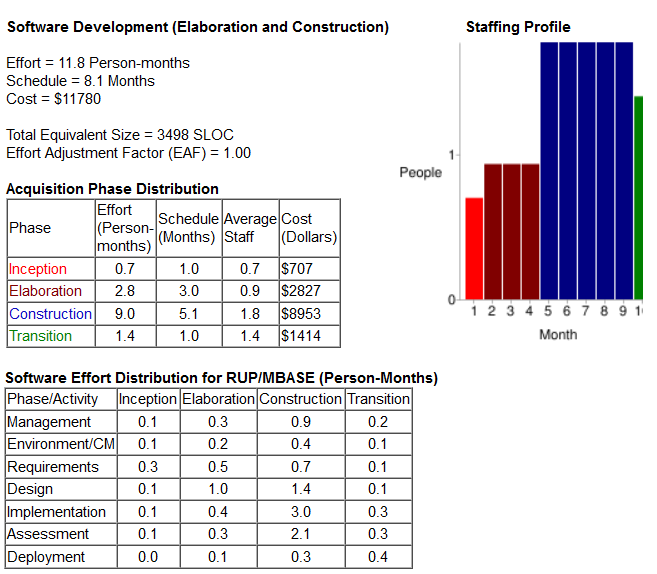 Software Development (Elaboration and Construction)
Effort = 11.8 Person-months
Schedule = 8.1 Months
Cost = $11780
Total Equivalent Size = 3498 SLOC
Effort Adjustment Factor (EAF) = 1.00
Acquisition Phase Distribution
Phase Effort (Person-months) Schedule (Months) Average Staff Cost (Dollars)
Inception 0.7 1.0 0.7 $707
Elaboration 2.8 3.0 0.9 $2827
Construction 9.0 5.1 1.8 $8953
Transition 1.4 1.0 1.4 $1414
Staffing Profile
People
1
0
1 2 3 4 5 6 7 8 9 1
Month
Software Effort Distribution for RUP/MBASE (Person-Months)
Phase/Activity Inception Elaboration Construction Transition
Management 0.1 0.3 0.9 0.2
Environment/CM 0.1 0.2 0.4 0.1
Requirements 0.3 0.5 0.7 0.1
Design 0.1 1.0 1.4 0.1
Implementation 0.1 0.4 3.0 0.3
Assessment 0.1 0.3 2.1 0.3
Deployment 0.0 0.1 0.3 0.4